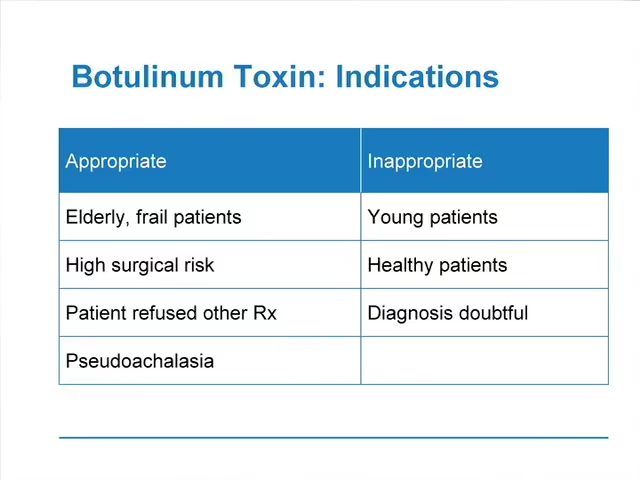 Botulinum Toxin: Indications
Appropriate Inappropriate
Elderly, frail patients Young patients
High surgical risk Healthy patients
Patient refused other Rx Diagnosis doubtful
Pseudoachalasia